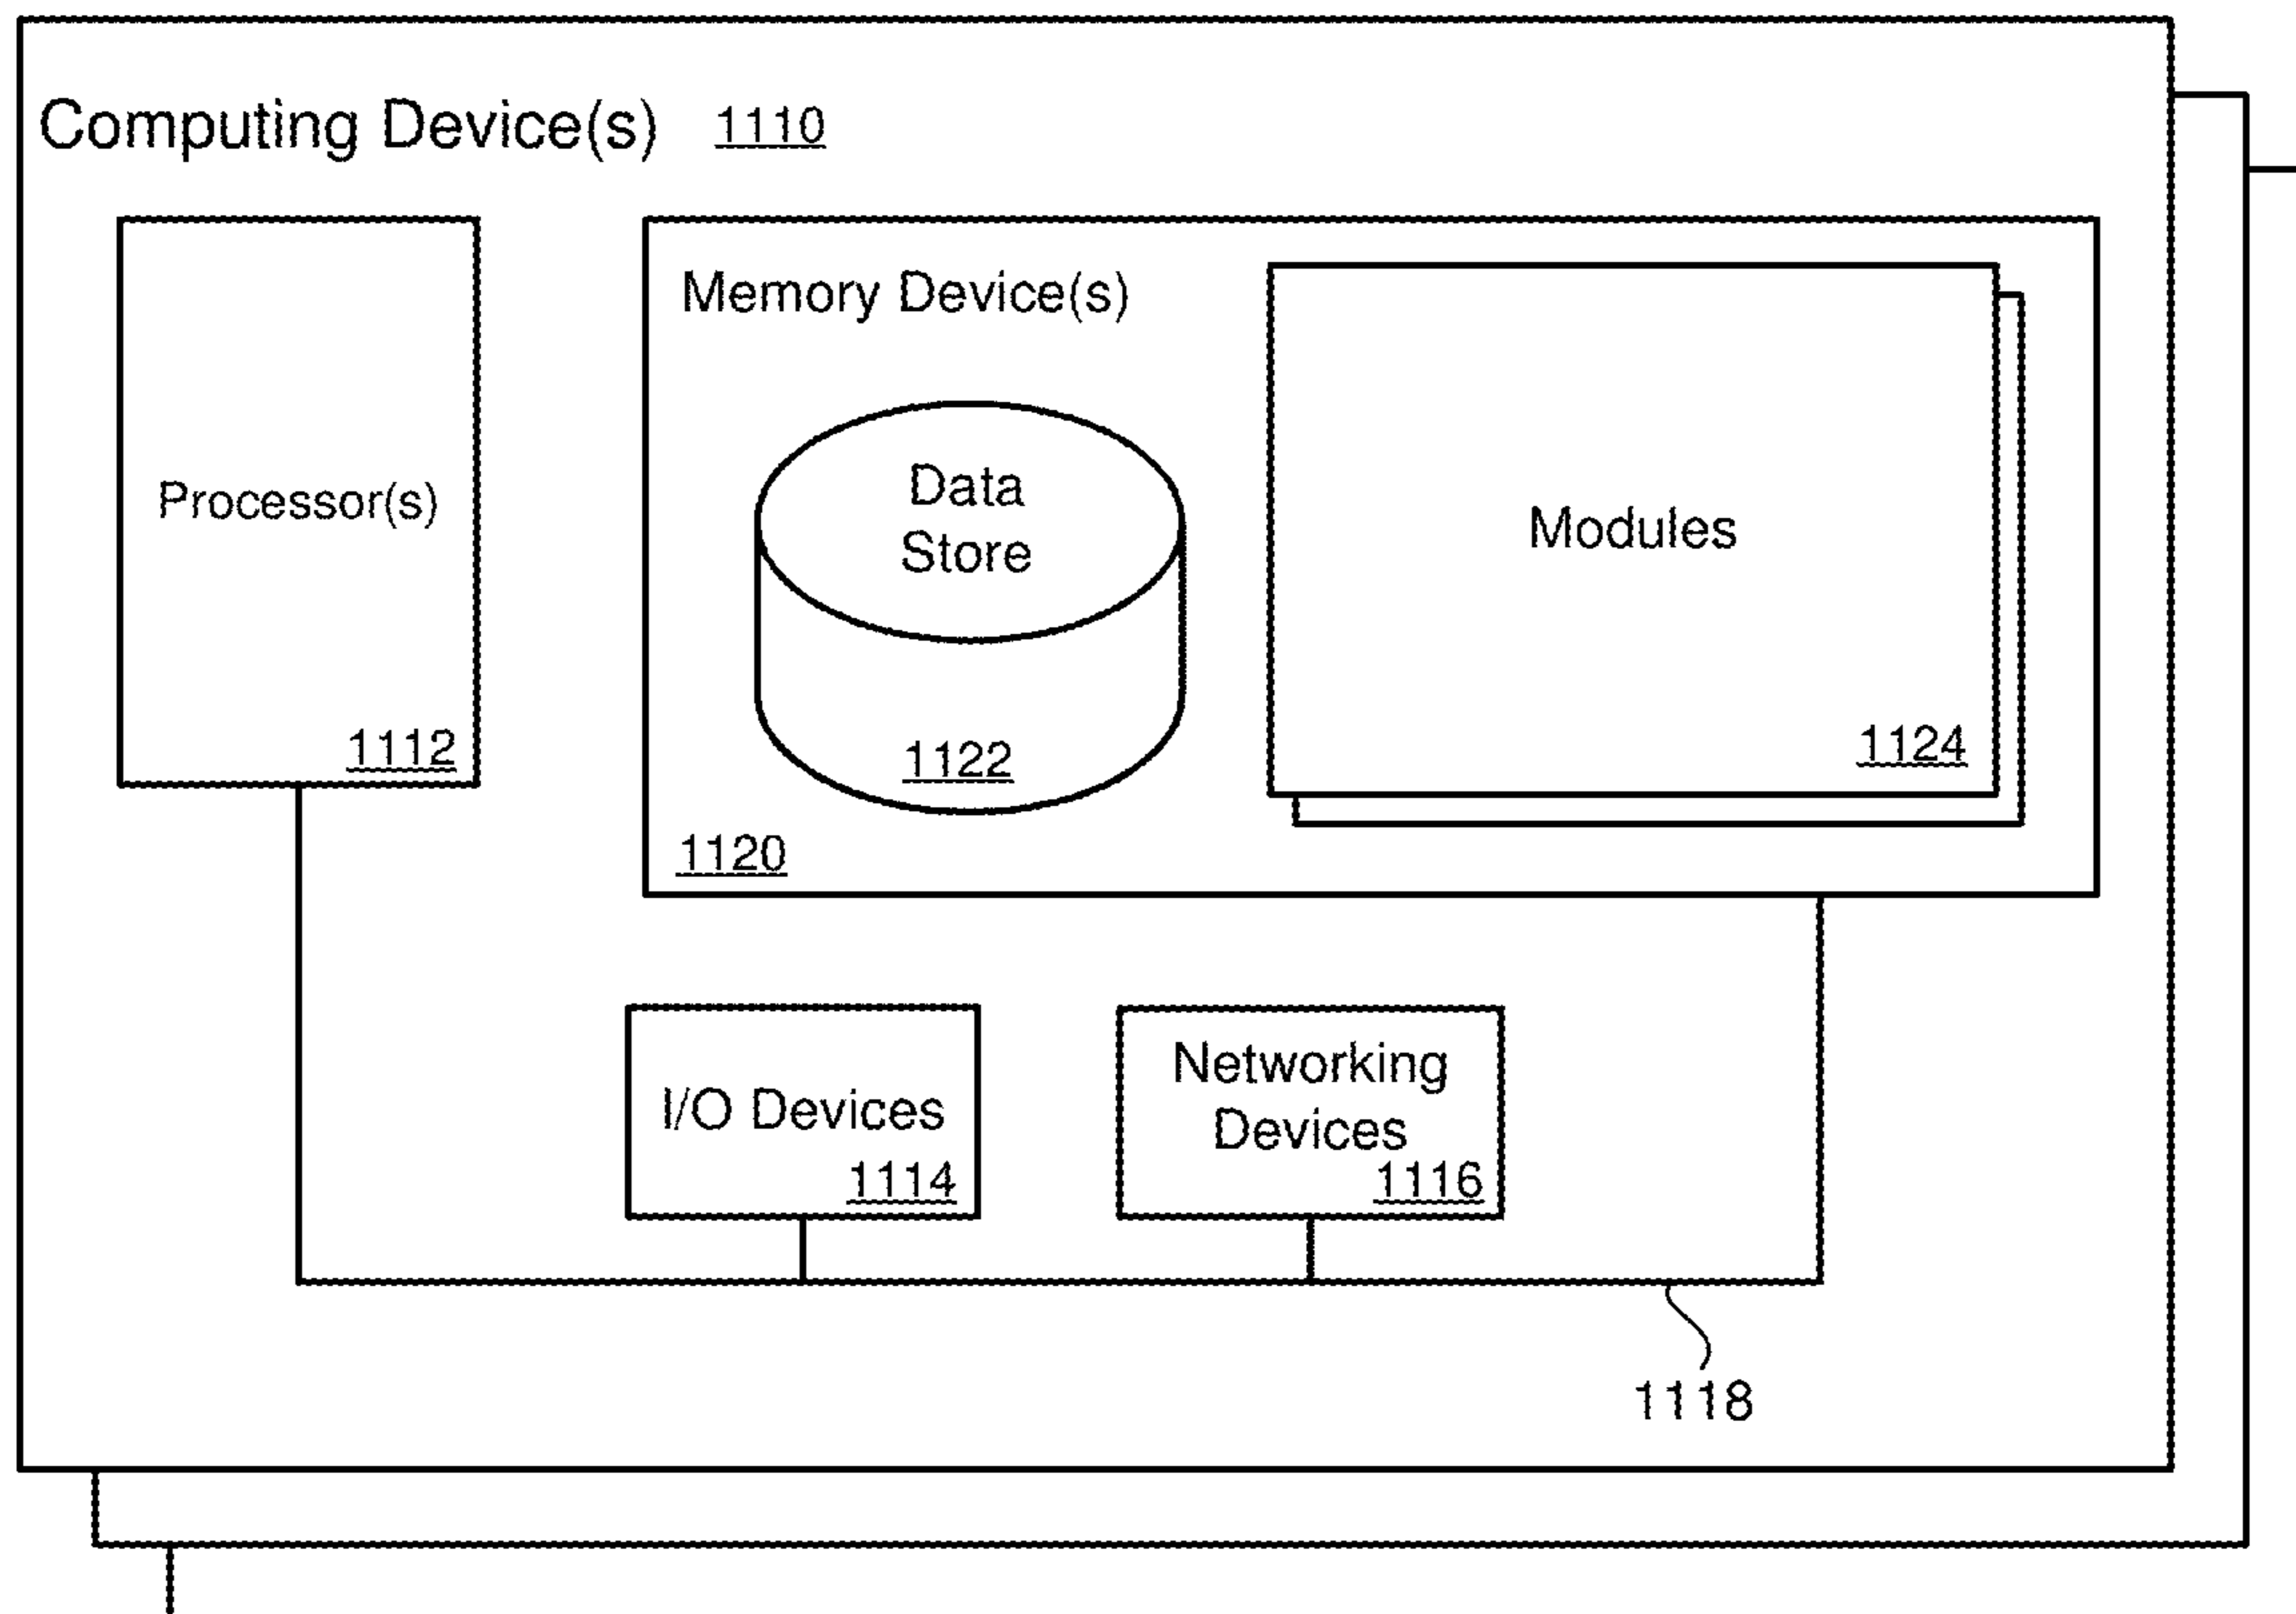 Computing Device(s) 1110
Memory Device(s)
Processor(s)
1112
Data
Store
1122
Modules
1124
1120
I/O Devices
1114
Networking
Devices
1116
1118